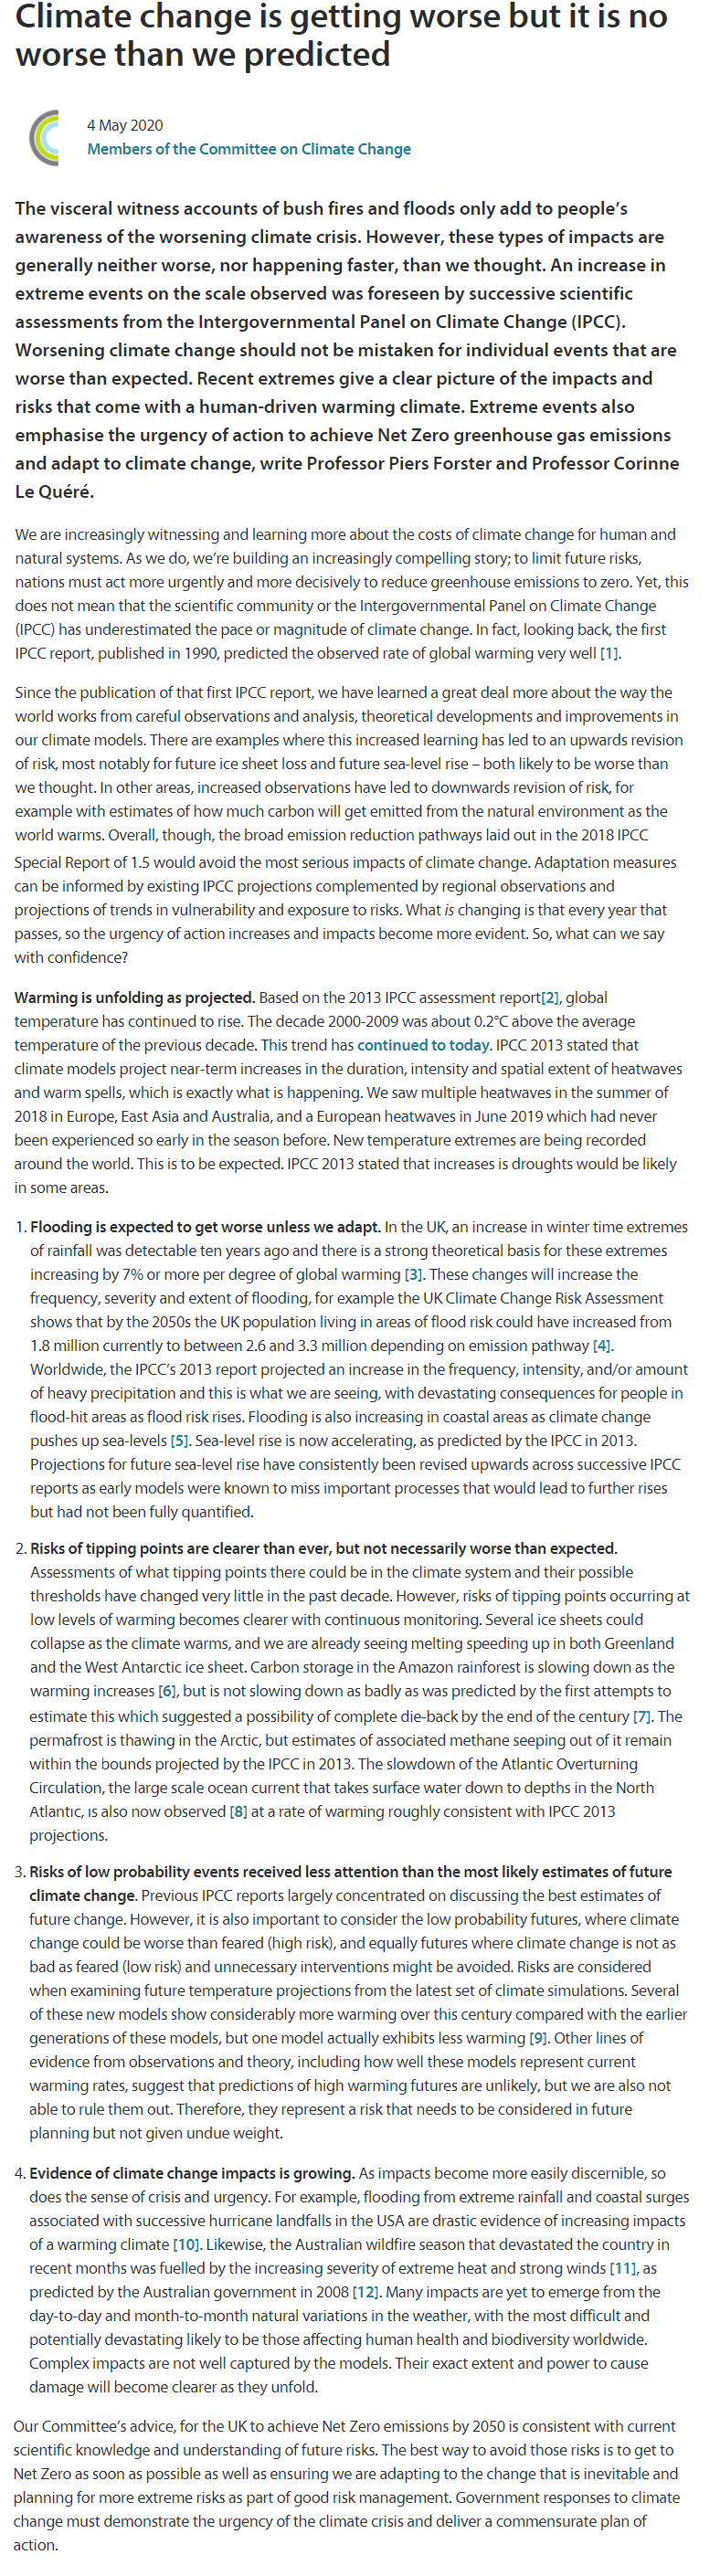 Climate change is getting worse but it is no
worse than we predicted
4 May 2020
Members of the Committee on Climate Change
The visceral witness accounts of bush fires and floods only add to people’s
awareness of the worsening climate crisis. However, these types of impacts are
generally neither worse, nor happening faster, than we thought. An increase in
extreme events on the scale observed was foreseen by successive scientific
assessments from the Intergovernmental Panel on Climate Change (IPCC).
Worsening climate change should not be mistaken for individual events that are
worse than expected. Recent extremes give a clear picture of the impacts and
risks that come with a human-driven warming climate. Extreme events also
emphasise the urgency of action to achieve Net Zero greenhouse gas emissions
and adapt to climate change, write Professor Piers Forster and Professor Corinne
Le Quéré.
We are increasingly witnessing and learning more about the costs of climate change for human and
natural systems. As we do, we’re building an increasingly compelling story; to limit future risks,
nations must act more urgently and more decisively to reduce greenhouse emissions to zero. Yet, this
does not mean that the scientific community or the Intergovernmental Panel on Climate Change
(IPCC) has underestimated the pace or magnitude of climate change. In fact, looking back, the first
IPCC report, published in 1990, predicted the observed rate of global warming very well [1].
Since the publication of that first IPCC report, we have learned a great deal more about the way the
world works from careful observations and analysis, theoretical developments and improvements in
our climate models. There are examples where this increased learning has led to an upwards revision
of risk, most notably for future ice sheet loss and future sea-level rise – both likely to be worse than
we thought. In other areas, increased observations have led to downwards revision of risk, for
example with estimates of how much carbon will get emitted from the natural environment as the
world warms. Overall, though, the broad emission reduction pathways laid out in the 2018 IPCC
Special Report of 1.5 would avoid the most serious impacts of climate change. Adaptation measures
can be informed by existing IPCC projections complemented by regional observations and
projections of trends in vulnerability and exposure to risks. What is changing is that every year that
passes, so the urgency of action increases and impacts become more evident. So, what can we say
with confidence?
Warming is unfolding as projected. Based on the 2013 IPCC assessment report[2], global
temperature has continued to rise. The decade 2000-2009 was about 0.2°C above the average
temperature of the previous decade. This trend has continued to today. IPCC 2013 stated that
climate models project near-term increases in the duration, intensity and spatial extent of heatwaves
and warm spells, which is exactly what is happening. We saw multiple heatwaves in the summer of
2018 in Europe, East Asia and Australia, and a European heatwaves in June 2019 which had never
been experienced so early in the season before. New temperature extremes are being recorded
around the world. This is to be expected. IPCC 2013 stated that increases is droughts would be likely
in some areas.
1. Flooding is expected to get worse unless we adapt. In the UK, an increase in winter time extremes
of rainfall was detectable ten years ago and there is a strong theoretical basis for these extremes
increasing by 7% or more per degree of global warming [3]. These changes will increase the
frequency, severity and extent of flooding, for example the UK Climate Change Risk Assessment
shows that by the 2050s the UK population living in areas of flood risk could have increased from
1.8 million currently to between 2.6 and 3.3 million depending on emission pathway [4].
Worldwide, the IPCC’s 2013 report projected an increase in the frequency, intensity, and/or amount
of heavy precipitation and this is what we are seeing, with devastating consequences for people in
flood-hit areas as flood risk rises. Flooding is also increasing in coastal areas as climate change
pushes up sea-levels [5]. Sea-level rise is now accelerating, as predicted by the IPCC in 2013.
Projections for future sea-level rise have consistently been revised upwards across successive IPCC
reports as early models were known to miss important processes that would lead to further rises
but had not been fully quantified.
2. Risks of tipping points are clearer than ever, but not necessarily worse than expected.
Assessments of what tipping points there could be in the climate system and their possible
thresholds have changed very little in the past decade. However, risks of tipping points occurring at
low levels of warming becomes clearer with continuous monitoring. Several ice sheets could
collapse as the climate warms, and we are already seeing melting speeding up in both Greenland
and the West Antarctic ice sheet. Carbon storage in the Amazon rainforest is slowing down as the
warming increases [6], but is not slowing down as badly as was predicted by the first attempts to
estimate this which suggested a possibility of complete die-back by the end of the century [7]. The
permafrost is thawing in the Arctic, but estimates of associated methane seeping out of it remain
within the bounds projected by the IPCC in 2013. The slowdown of the Atlantic Overturning
Circulation, the large scale ocean current that takes surface water down to depths in the North
Atlantic, is also now observed [8] at a rate of warming roughly consistent with IPCC 2013
projections.
3. Risks of low probability events received less attention than the most likely estimates of future
climate change. Previous IPCC reports largely concentrated on discussing the best estimates of
future change. However, it is also important to consider the low probability futures, where climate
change could be worse than feared (high risk), and equally futures where climate change is not as
bad as feared (low risk) and unnecessary interventions might be avoided. Risks are considered
when examining future temperature projections from the latest set of climate simulations. Several
of these new models show considerably more warming over this century compared with the earlier
generations of these models, but one model actually exhibits less warming [9]. Other lines of
evidence from observations and theory, including how well these models represent current
warming rates, suggest that predictions of high warming futures are unlikely, but we are also not
able to rule them out. Therefore, they represent a risk that needs to be considered in future
planning but not given undue weight.
4. Evidence of climate change impacts is growing. As impacts become more easily discernible, so
does the sense of crisis and urgency. For example, flooding from extreme rainfall and coastal surges
associated with successive hurricane landfalls in the USA are drastic evidence of increasing impacts
of a warming climate [10]. Likewise, the Australian wildfire season that devastated the country in
recent months was fuelled by the increasing severity of extreme heat and strong winds [11], as
predicted by the Australian government in 2008 [12]. Many impacts are yet to emerge from the
day-to-day and month-to-month natural variations in the weather, with the most difficult and
potentially devastating likely to be those affecting human health and biodiversity worldwide.
Complex impacts are not well captured by the models. Their exact extent and power to cause
damage will become clearer as they unfold.
Our Committee’s advice, for the UK to achieve Net Zero emissions by 2050 is consistent with current
scientific knowledge and understanding of future risks. The best way to avoid those risks is to get to
Net Zero as soon as possible as well as ensuring we are adapting to the change that is inevitable and
planning for more extreme risks as part of good risk management. Government responses to climate
change must demonstrate the urgency of the climate crisis and deliver a commensurate plan of
action.